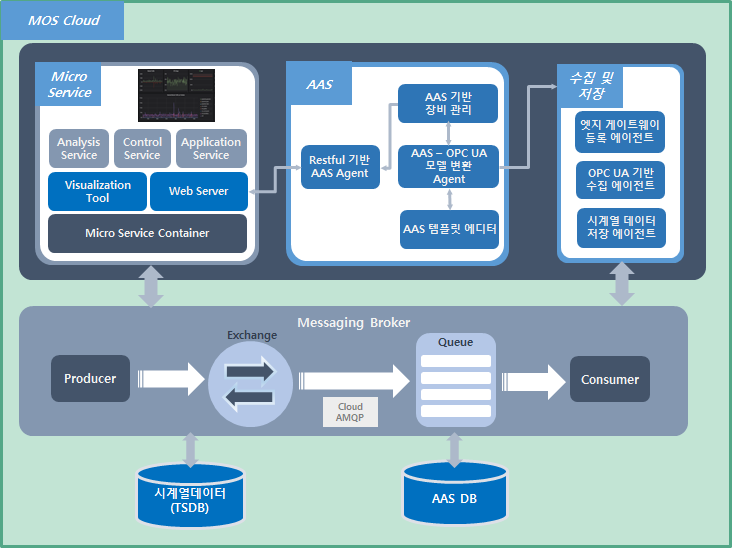 MOS Cloud
Micro
Service
Analysis
Service
Control
Service
Application
Service
Visualization
Tool
Web Server
Micro Service Container
AAS
AAS 기반
장비 관리
Restful 기반
AAS Agent
AAS – OPC UA
모델 변환
Agent
AAS 템플릿 에디터
수집 및
저장
엣지 게이트웨이
등록 에이전트
OPC UA 기반
수집 에이전트
시계열 데이터
저장 에이전트
Messaging Broker
Producer
Exchange
Cloud
AMQP
Queue
Consumer
시계열데이터
(TSDB)
AAS DB